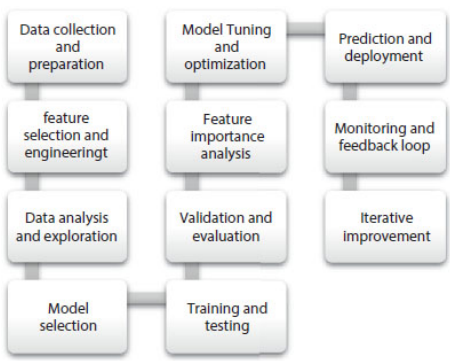 Data collection
and
preparation
feature
selection and
engineeringt
Data analysis
and exploration
Model
selection
Training and
testing
Validation and
evaluation
Feature
importance
analysis
Model Tuning
and
optimization
Prediction and
deployment
Monitoring and
feedback loop
Iterative
improvement